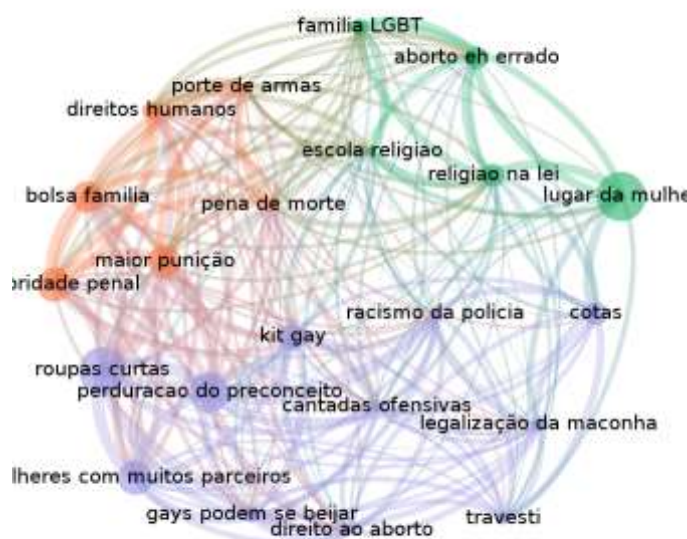 familia LGBT
aborto eh errado
porte de armas
direitos humanos
escola religiao
religiao na lei
bolsa familia
pena de morte
lugar da mulhe
maior punição
oridade penal
racismo da policia
cotas
kit gay
roupas curtas
perduracao do preconceito
cantadas ofensivas
legalização da maconha
lheres com muitos parceiros
gays podem se beijar
travesti
direito ao aborto